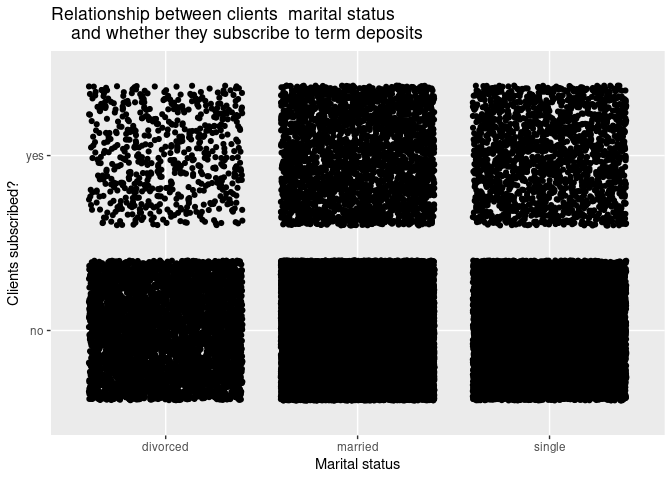 Relationship between clients  marital status
and whether they subscribe to term deposits
Clients subscribed?
yes
no
divorced married single
Marital status